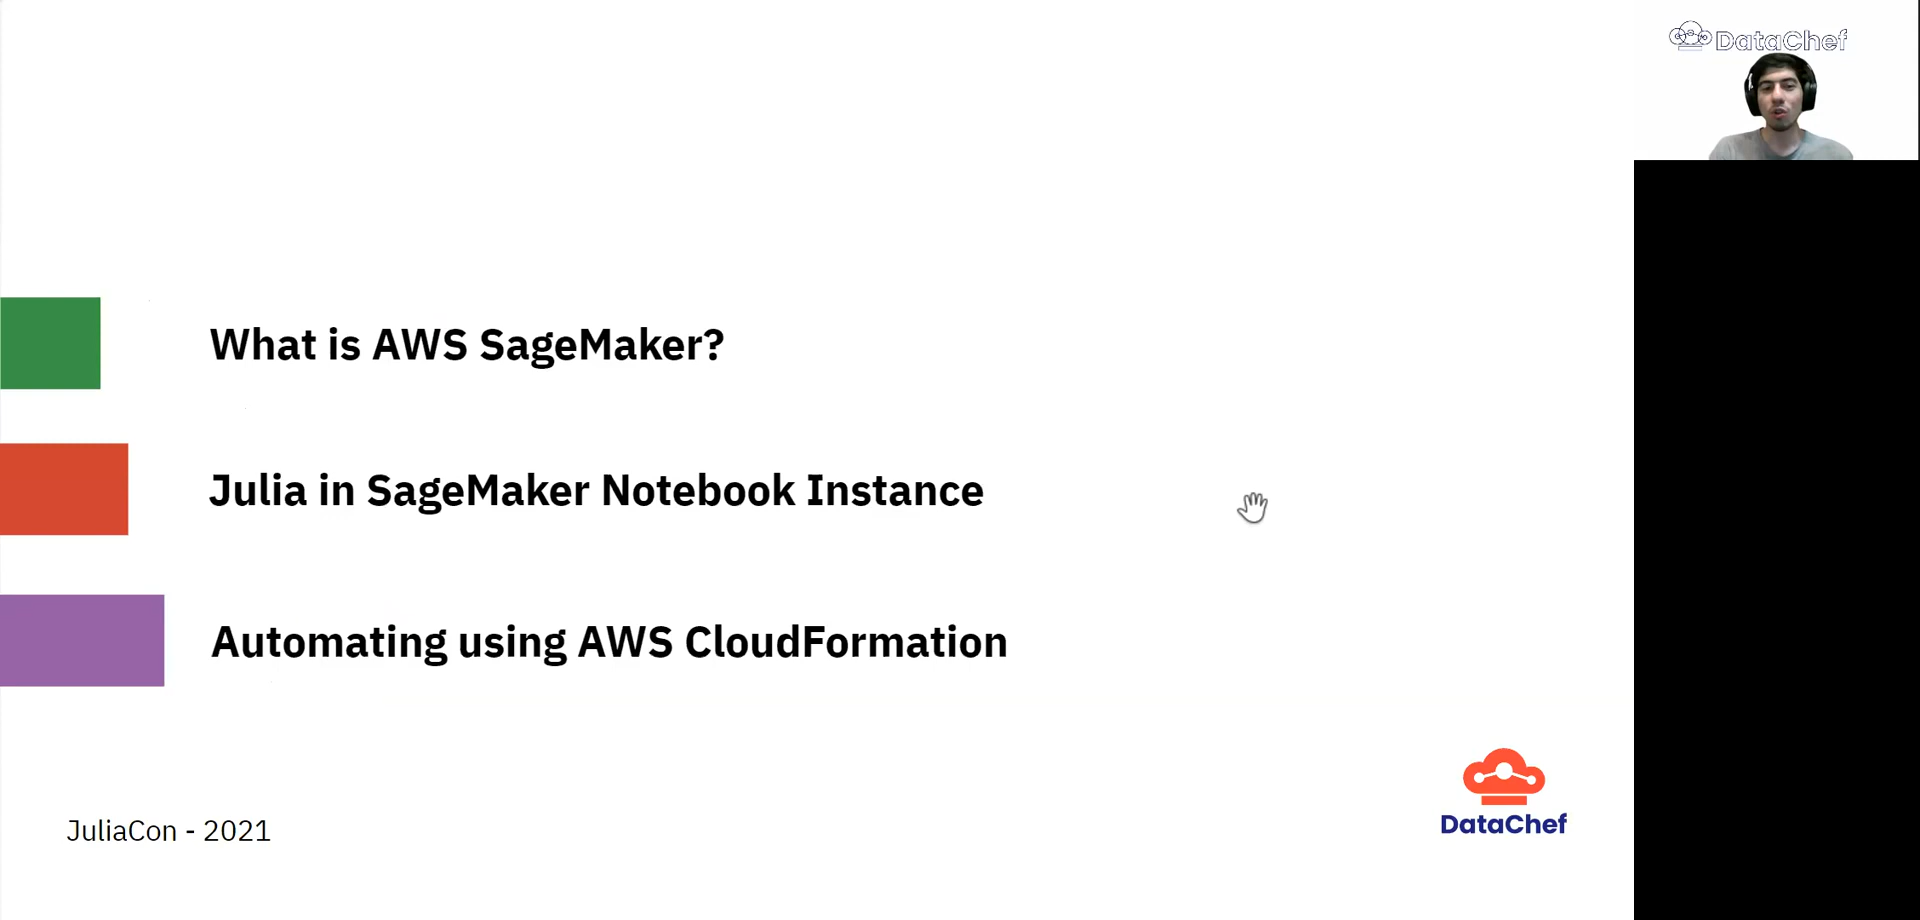 DataChef
What is AWS SageMaker?
Julia in SageMaker Notebook Instance
Automating using AWS CloudFormation
DataChef
JuliaCon - 2021